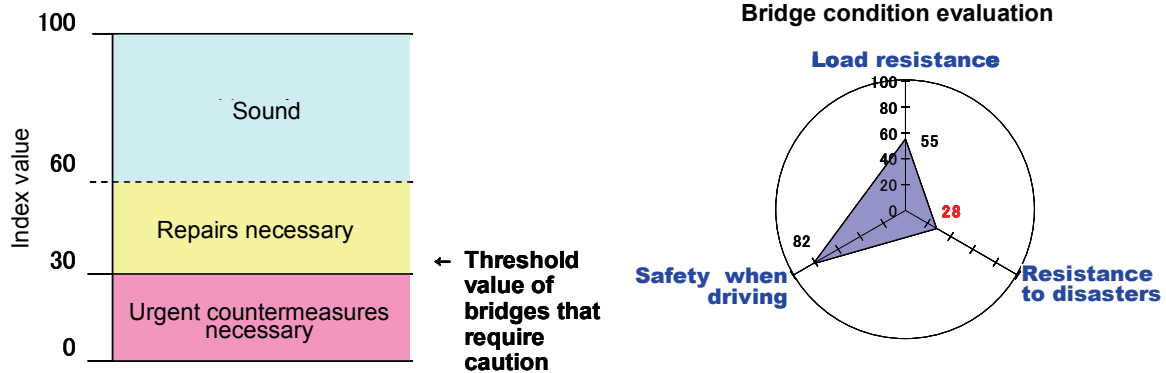 100
60
30
0
Index value
Sound
Repairs necessary
Urgent countermeasures
necessary
← Threshold
value of
bridges that
require
caution
Bridge condition evaluation
Load resistance
100
80
60
40
20
0
55
28
82
Safety when
driving
Resistance
to disasters